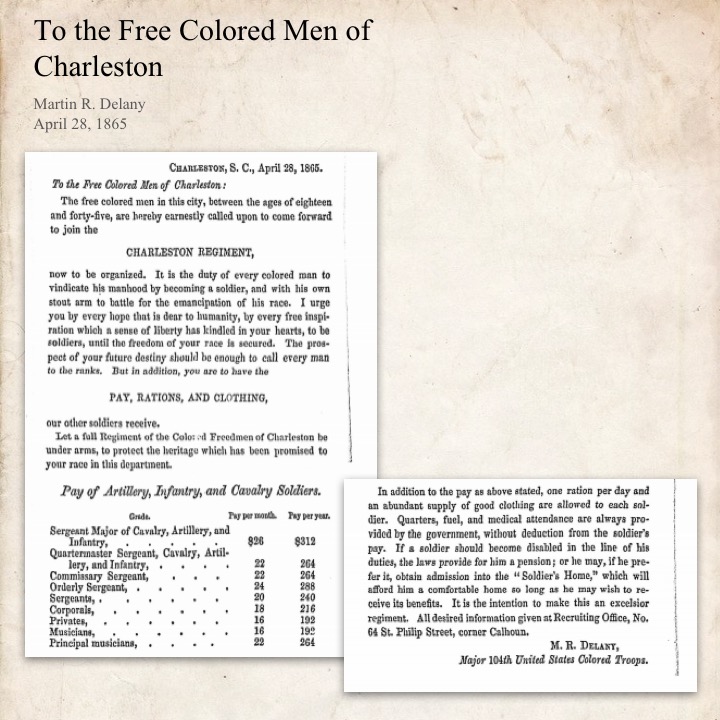 To the Free Colored Men of
Charleston
Martin R. Delany
April 28, 1865
CHARLESTON, S. C., April 28, 1865.
To the Free Colored Men of Charleston:
The free colored men in this city, between the ages of eighteen
and forty-five, are hereby earnestly called upon to come forward
to join the
CHARLESTON REGIMENT,
now to be organized. It is the duty of every colored man to
vindicate his manhood by becoming a soldier, and with his own
stout arm to battle for the emancipation of his race. I urge
you by every hope that is dear to humanity, by every free inspi-
ration which a sense of liberty has kindled in your hearts, to be
soldiers, until the freedom of your race is secured. The pros-
pect of your future destiny should be enough to call every man
to the ranks. But in addition, you are to have the
PAY, RATIONS, AND CLOTHING,
our other soldiers receive.
Let a full Regiment of the Colored Freedmen of Charleston be
under arms, to protect the heritage which has been promised to
your race in this department.
Pay of Artillery, Infantry, and Cavalry Soldiers.
Grade. Pay per month. Pay per year.
Sergeant Major of Cavalry, Artillery, and
Infantry, . . . . . $26 $312
Quartermaster Sergeant, Cavalry, Artil-
lery, and Infantry, . . . . 22 264
Commissary Sergeant, . . . . 22 264
Orderly Sergeant, . . . . . 24 288
Sergeants, . . . . . . 20 240
Corporals, . . . . . . 18 216
Privates, . . . . . . 16 192
Musicians, . . . . . . 16 192
Principal musicians, . . . . 22 264
In addition to the pay as above stated, one ration per day and
an abundant supply of good clothing are allowed to each sol-
dier. Quarters, fuel, and medical attendance are always pro-
vided by the government, without deduction from the soldier's
pay. If a soldier should become disabled in the line of his
duties, the laws provide for him a pension; or he may, if he pre-
fer it, obtain admission into the "Soldier's Home," which will
afford him a comfortable home so long as he may wish to re-
ceive its benefits. It is the intention to make this an excelsior
regiment. All desired information given at Recruiting Office, No.
64 St. Philip Street, corner Calhoun.
M. R. DELANY,
Major 104th United States Colored Troops.